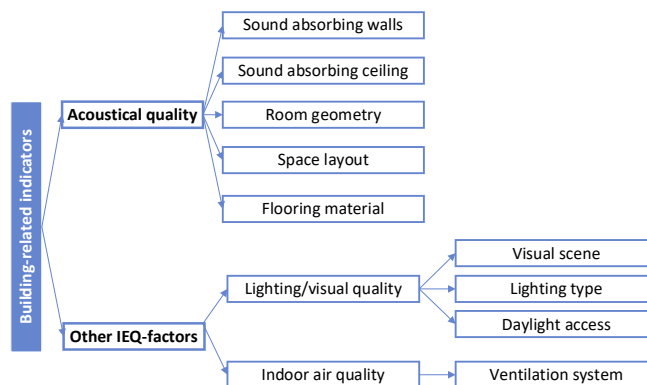 Building-related indicators
Acoustical quality
Sound absorbing walls
Sound absorbing ceiling
Room geometry
Space layout
Flooring material
Other IEQ-factors
Lighting/visual quality
Visual scene
Lighting type
Daylight access
Indoor air quality
Ventilation system